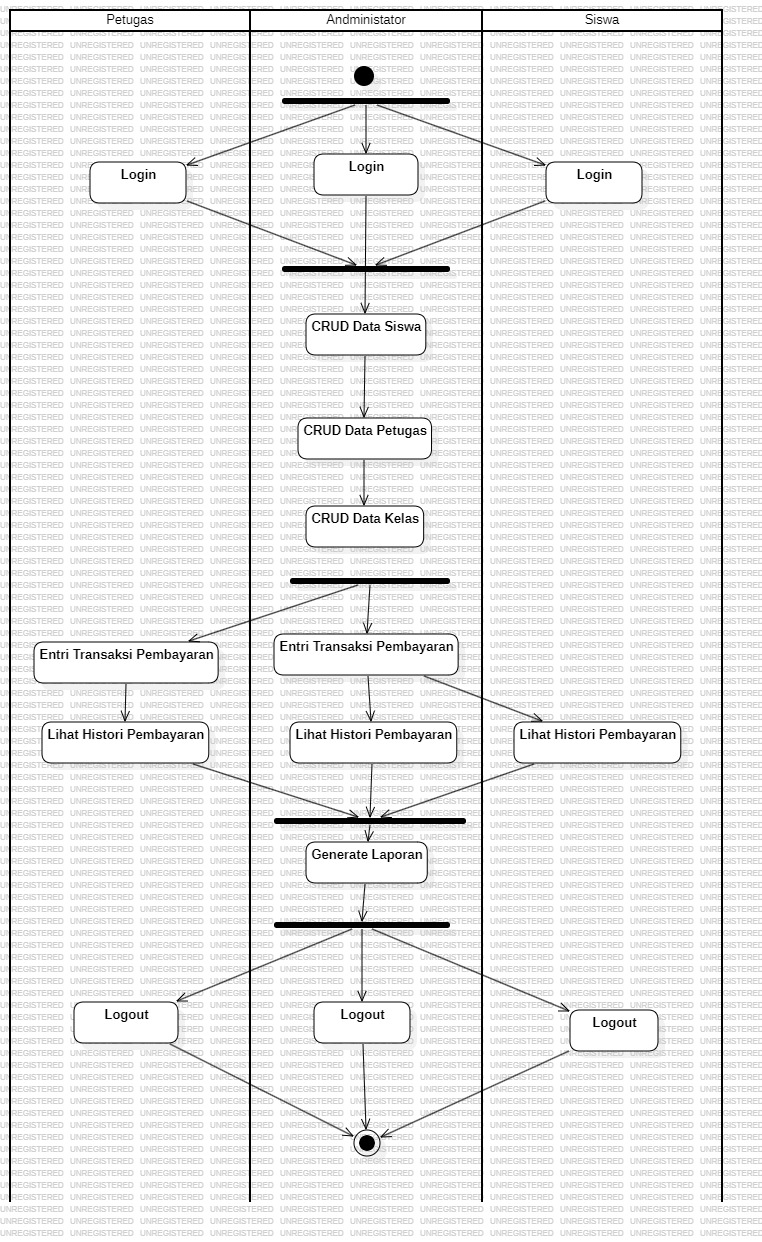 Petugas Andministator Siswa
Login Login Login
CRUD Data Siswa
CRUD Data Petugas
CRUD Data Kelas
Entri Transaksi Pembayaran Entri Transaksi Pembayaran
Lihat Histori Pembayaran Lihat Histori Pembayaran Lihat Histori Pembayaran
Generate Laporan
Logout Logout Logout
UNREGISTERED